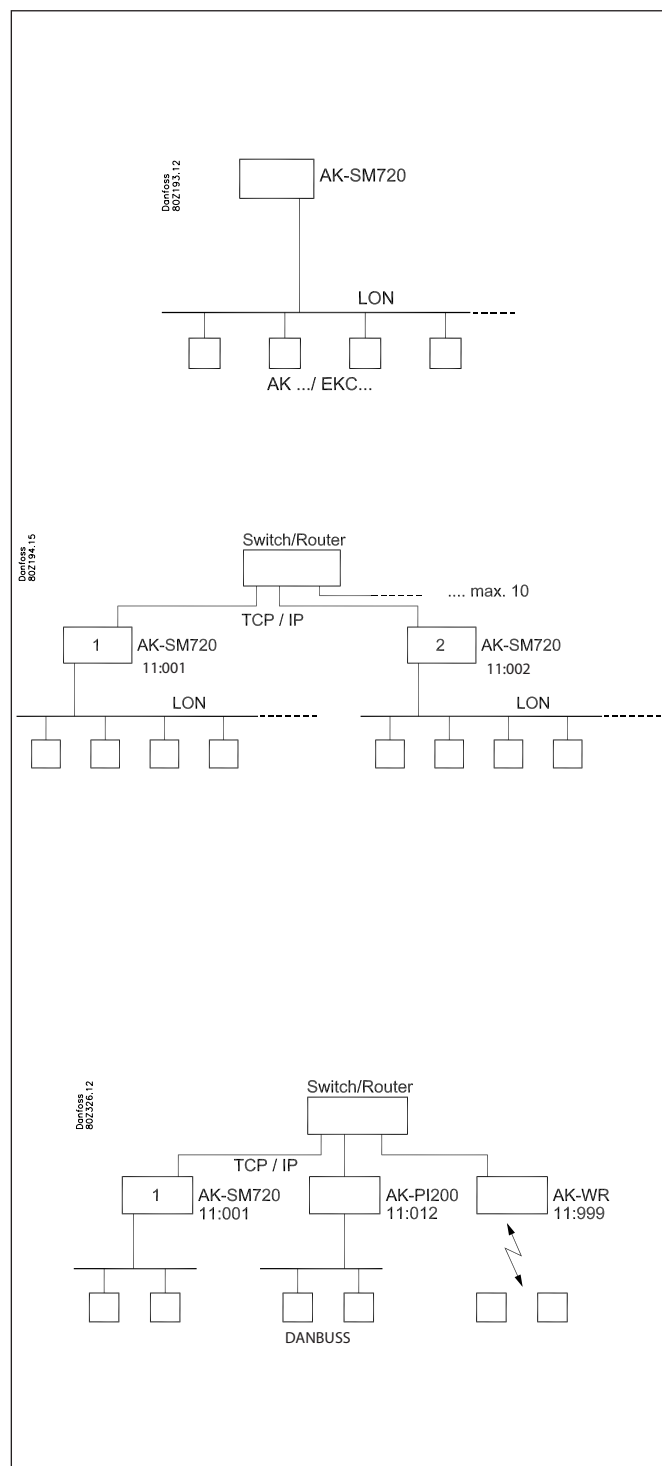 Danfoss
80Z193.12
AK-SM720
LON
AK .../ EKC...
Danfoss
80Z194.15
Switch/Router
.... max. 10
TCP / IP
1
AK-SM720
11:001
2
AK-SM720
11:002
LON
LON
Danfoss
80Z326.12
Switch/Router
TCP / IP
1
AK-SM720
11:001
AK-PI200
11:012
AK-WR
11:999
DANBUSS